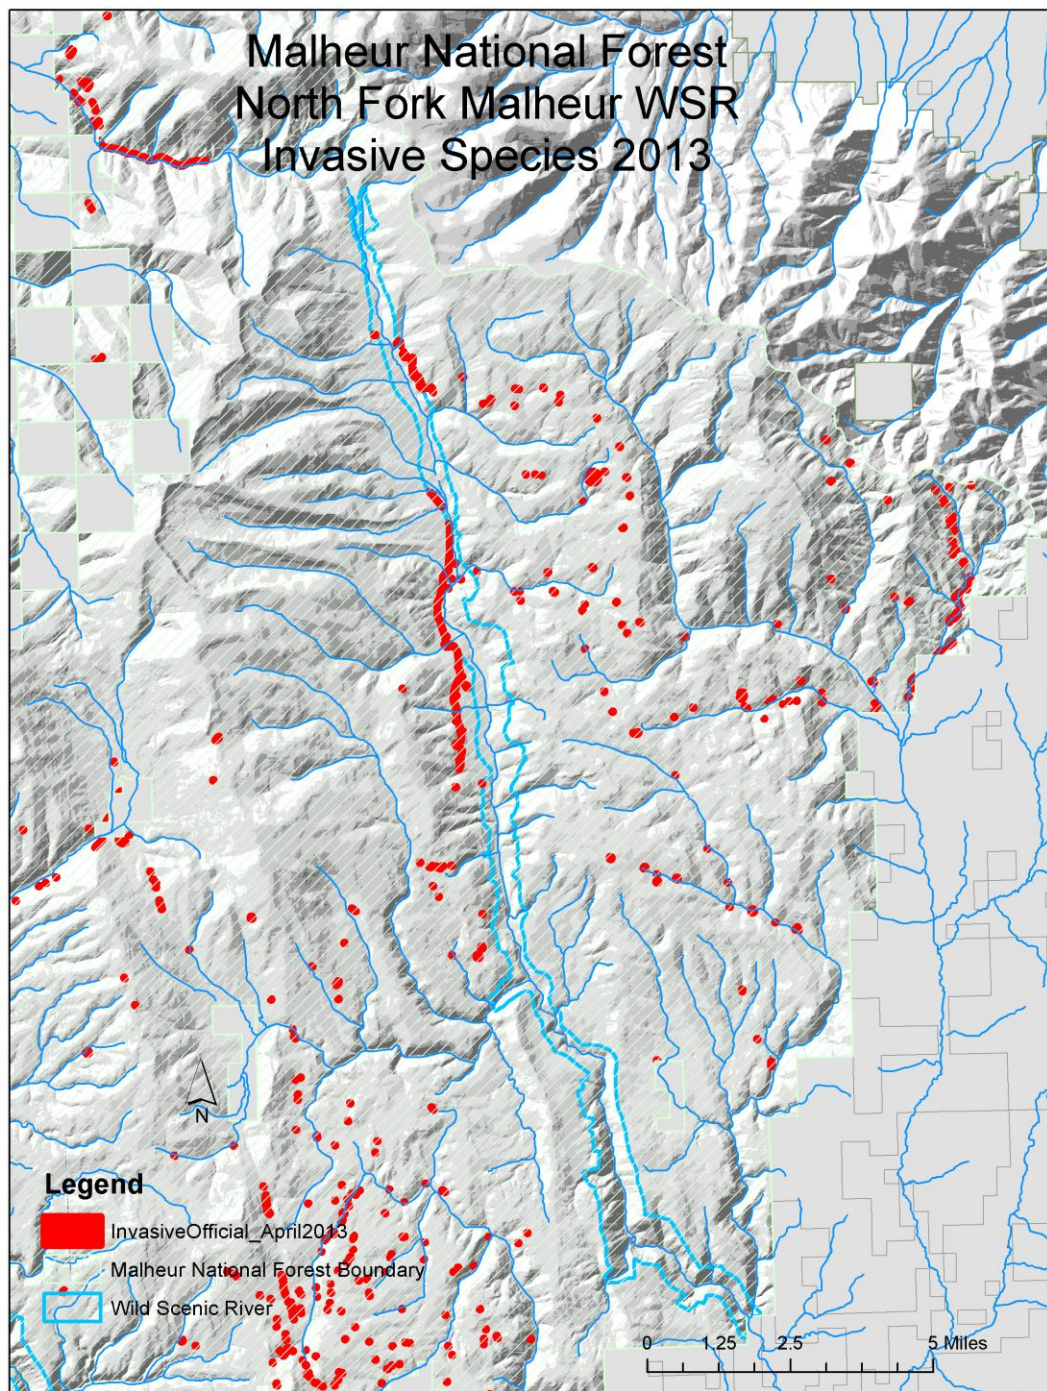 Malheur National Forest
North Fork Malheur WSR
Invasive Species 2013
N
Legend
InvasiveOfficial_April2013
Malheur National Forest Boundary
Wild Scenic River
0 1.25 2.5 5 Miles